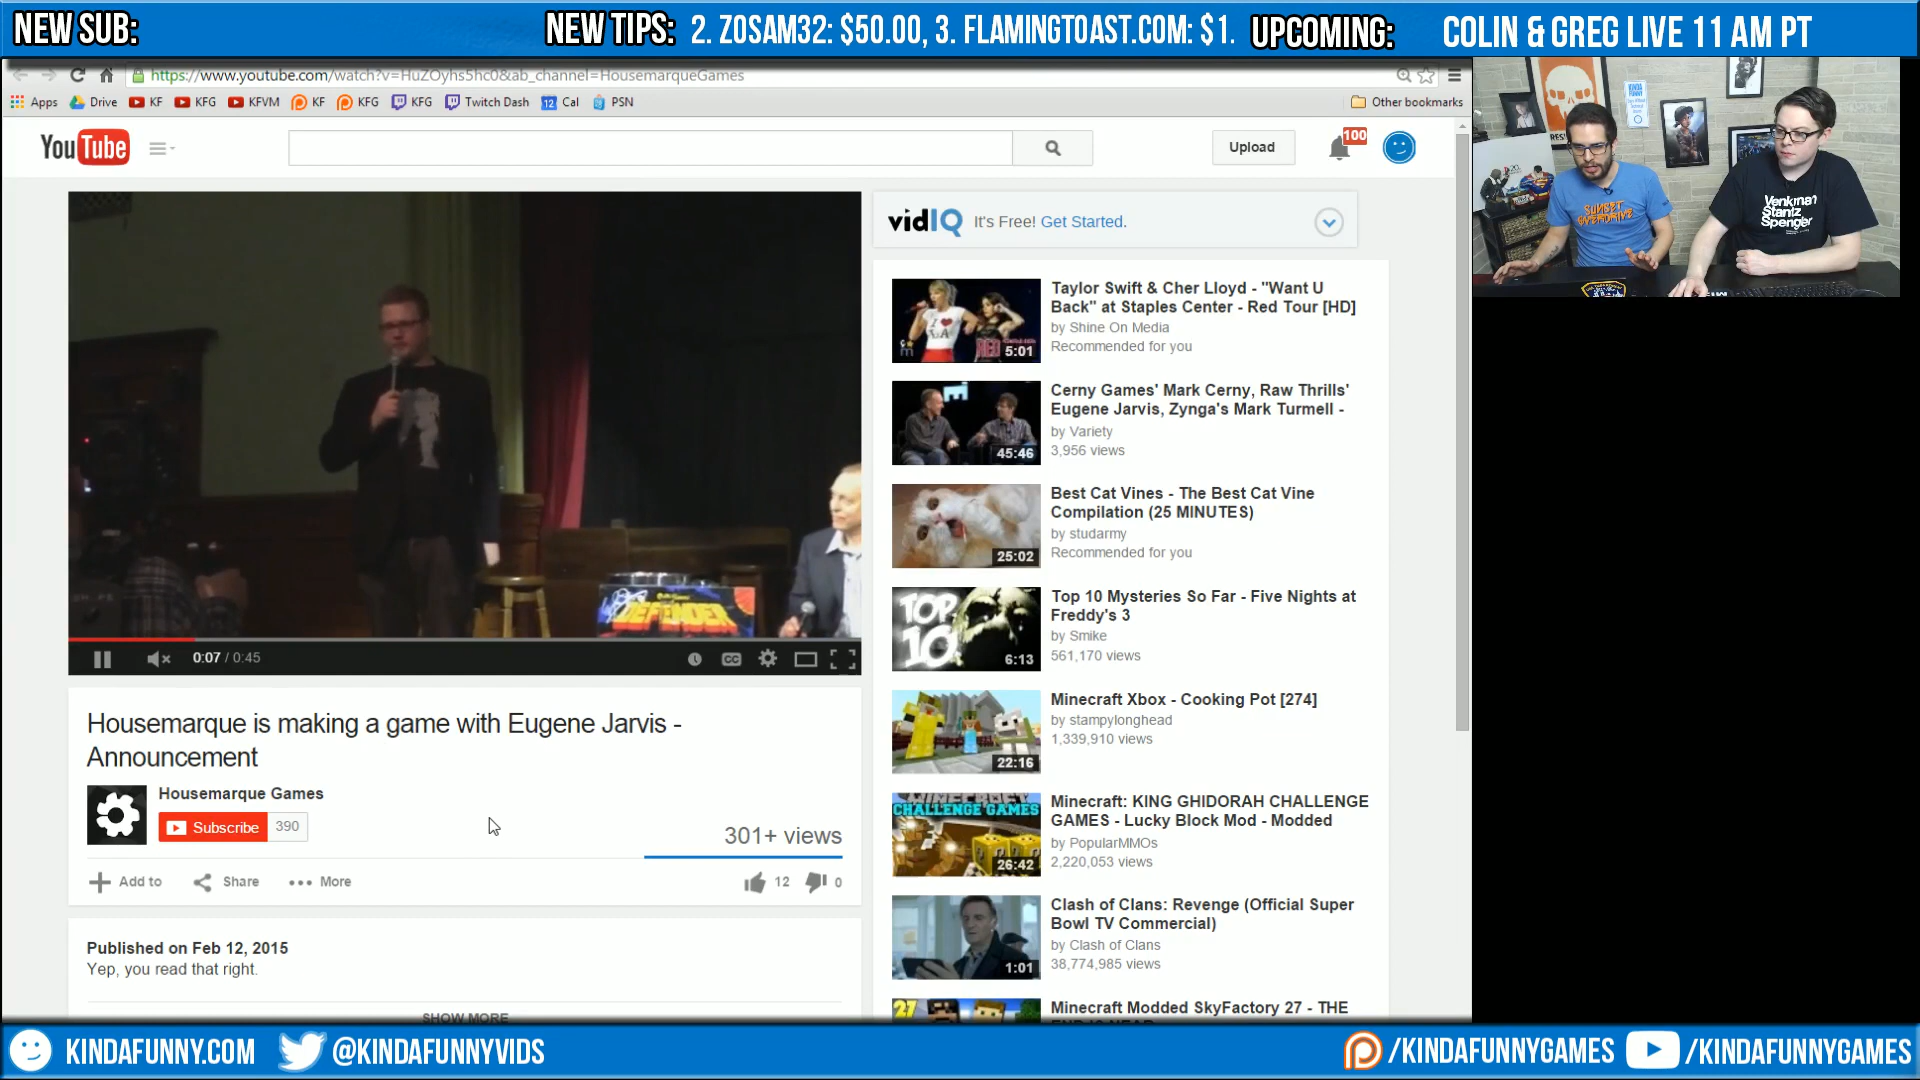 NEW SUB:
NEW TIPS: 2. ZOSAM32: $50.00, 3. FLAMINGTOAST.COM: $1.
UPCOMING: COLIN & GREG LIVE 11 AM PT
https://www.youtube.com/watch?v=HuZOyhs5hc0&ab_channel=HousemarqueGames
Apps Drive KF KFG KFVM KF KFG KFG Twitch Dash 12 Cal PSN Other bookmarks
YouTube
Upload
100
DEFENDER
0:07 / 0:45
CC
Housemarque is making a game with Eugene Jarvis -
Announcement
Housemarque Games
Subscribe 390
301+ views
Add to Share More
12 0
Published on Feb 12, 2015
Yep, you read that right.
SHOW MORE
vidIQ It's Free! Get Started.
5:01
Taylor Swift & Cher Lloyd - "Want U
Back" at Staples Center - Red Tour [HD]
by Shine On Media
Recommended for you
45:46
Cerny Games' Mark Cerny, Raw Thrills'
Eugene Jarvis, Zynga's Mark Turmell -
by Variety
3,956 views
25:02
Best Cat Vines - The Best Cat Vine
Compilation (25 MINUTES)
by studarmy
Recommended for you
TOP
10
6:13
Top 10 Mysteries So Far - Five Nights at
Freddy's 3
by Smike
561,170 views
22:16
Minecraft Xbox - Cooking Pot [274]
by stampylonghead
1,339,910 views
MINECRAFT
CHALLENGE GAMES
26:42
Minecraft: KING GHIDORAH CHALLENGE
GAMES - Lucky Block Mod - Modded
by PopularMMOs
2,220,053 views
1:01
Clash of Clans: Revenge (Official Super
Bowl TV Commercial)
by Clash of Clans
38,774,985 views
27
Minecraft Modded SkyFactory 27 - THE
SUNSET
OVERDRIVE
Venkman
Stantz
Spengler
KINDAFUNNY.COM
@KINDAFUNNYVIDS
/KINDAFUNNYGAMES
/KINDAFUNNYGAMES